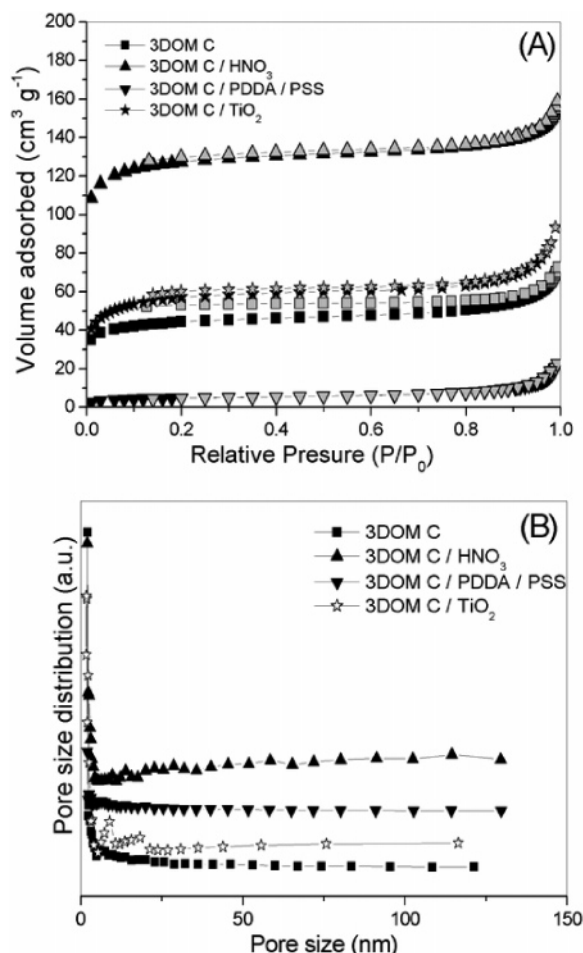 (A)
3DOM C
3DOM C / HNO₃
3DOM C / PDDA / PSS
3DOM C / TiO₂
Volume adsorbed (cm³ g⁻¹)
200
180
160
140
120
100
80
60
40
20
0
0.0 0.2 0.4 0.6 0.8 1.0
Relative Presure (P/P₀)
(B)
3DOM C
3DOM C / HNO₃
3DOM C / PDDA / PSS
3DOM C / TiO₂
Pore size distribution (a.u.)
0 50 100 150
Pore size (nm)